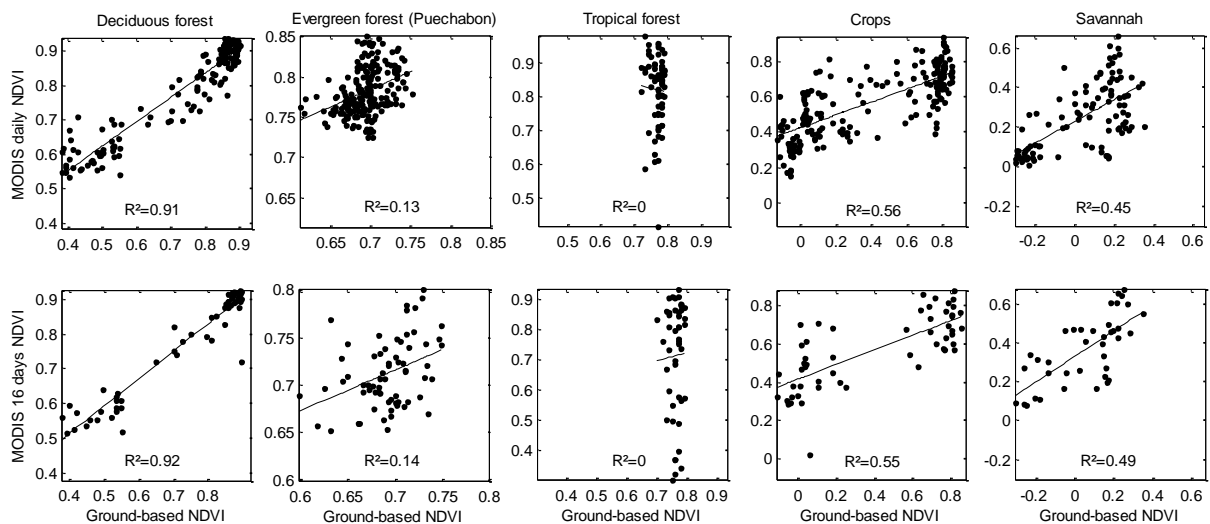 Deciduous forest
Evergreen forest (Puechabon)
Tropical forest
Crops
Savannah
MODIS daily NDVI
0.9
0.8
0.7
0.6
0.5
0.4
R²=0.91
0.4 0.5 0.6 0.7 0.8 0.9
0.85
0.75
0.65
R²=0.13
0.65 0.7 0.75 0.8 0.85
0.9
0.8
0.7
0.6
0.5
R²=0
0.5 0.6 0.7 0.8 0.9
0.8
0.6
0.4
0.2
0
R²=0.56
0 0.2 0.4 0.6 0.8
0.6
0.4
0.2
0
-0.2
R²=0.45
-0.2 0 0.2 0.4 0.6
MODIS 16 days NDVI
0.9
0.8
0.7
0.6
0.5
0.4
R²=0.92
0.4 0.5 0.6 0.7 0.8
Ground-based NDVI
0.8
0.75
0.7
0.65
0.6
R²=0.14
0.6 0.65 0.7 0.75 0.8
Ground-based NDVI
0.9
0.8
0.7
0.6
0.5
0.4
R²=0
0.4 0.5 0.6 0.7 0.8 0.9
Ground-based NDVI
0.8
0.6
0.4
0.2
0
R²=0.55
0 0.2 0.4 0.6 0.8
Ground-based NDVI
0.6
0.4
0.2
0
-0.2
R²=0.49
-0.2 0 0.2 0.4 0.6
Ground-based NDVI